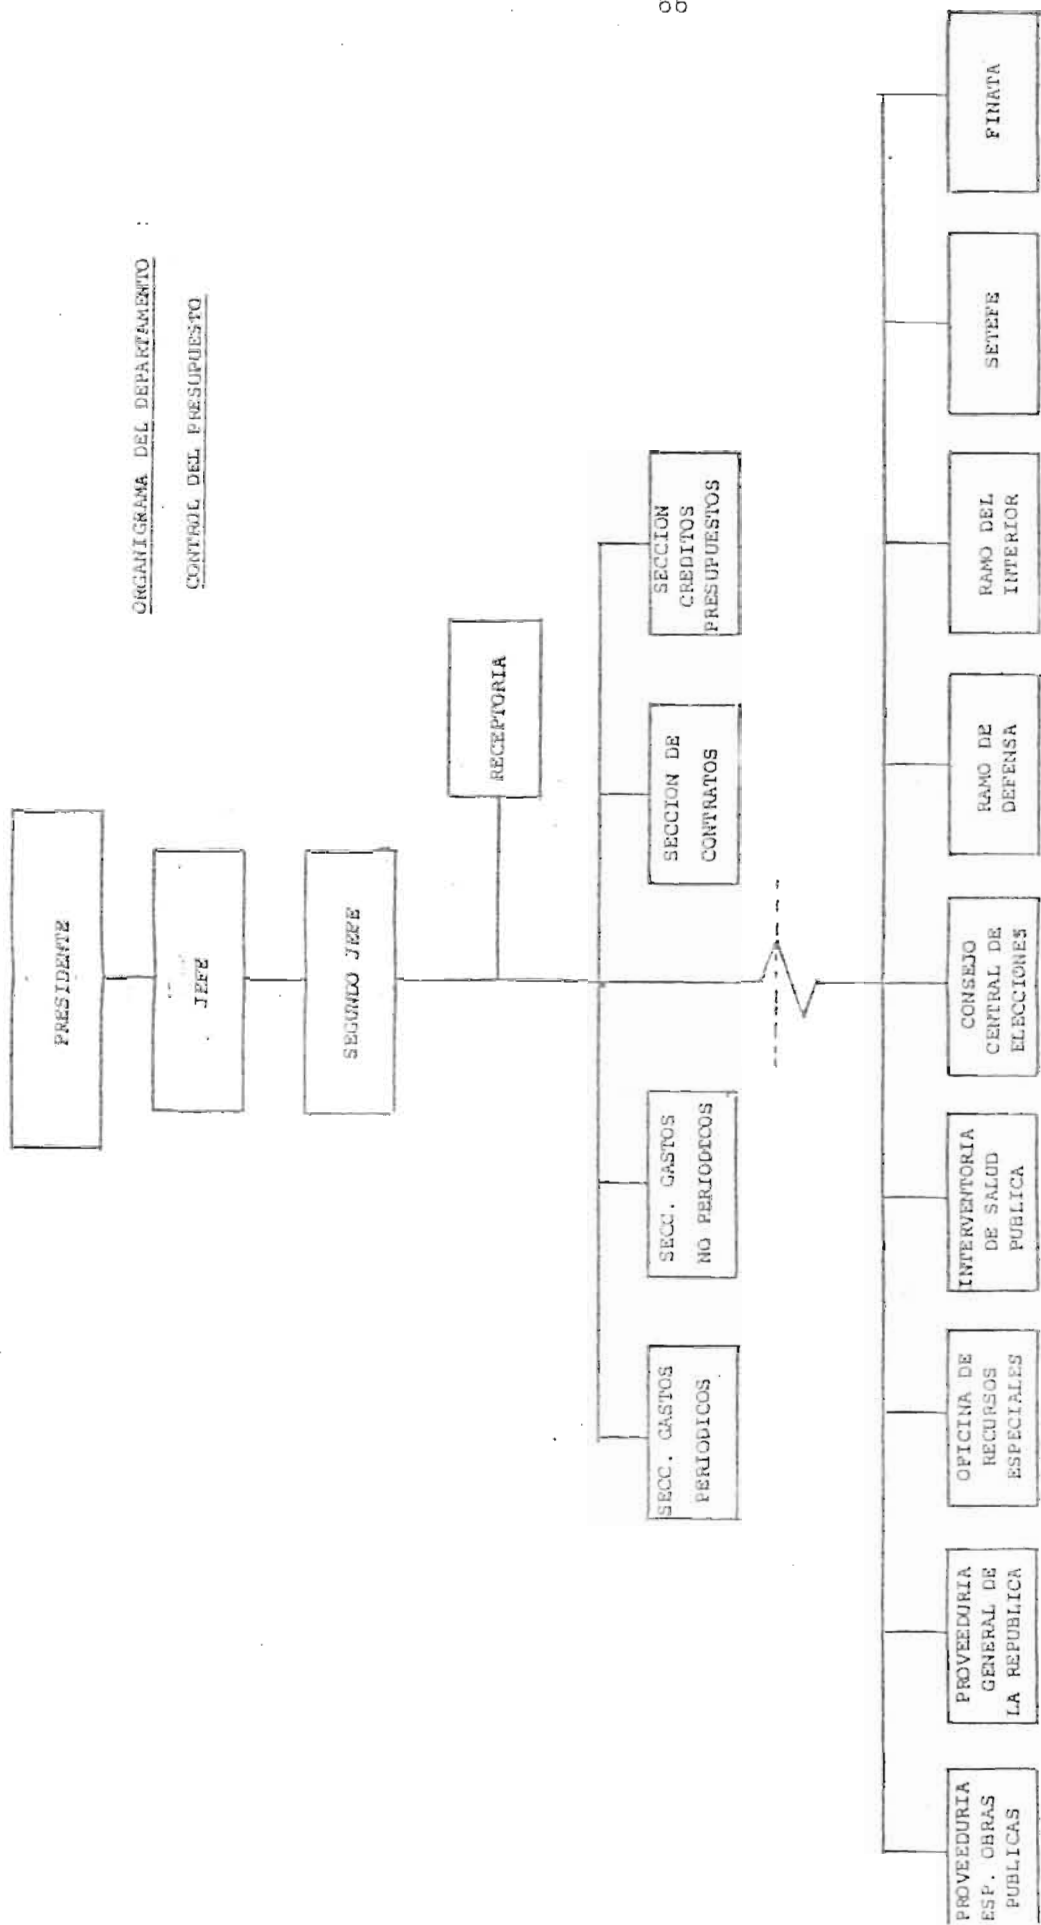 88
ORGANIGRAMA DEL DEPARTAMENTO :
CONTROL DEL PRESUPUESTO
PRESIDENTE
JEFE
SEGUNDO JEFE
RECEPTORIA
SECC. GASTOS
PERIODICOS
SECC. GASTOS
NO PERIODICOS
SECCION DE
CONTRATOS
SECCION
CREDITOS
PRESUPUESTOS
PROVEEDURIA
ESP. OBRAS
PUBLICAS
PROVEEDURIA
GENERAL DE
LA REPUBLICA
OFICINA DE
RECURSOS
ESPECIALES
INTERVENTORIA
DE SALUD
PUBLICA
CONSEJO
CENTRAL DE
ELECCIONES
RAMO DE
DEFENSA
RAMO DEL
INTERIOR
SETEFE
FINATA